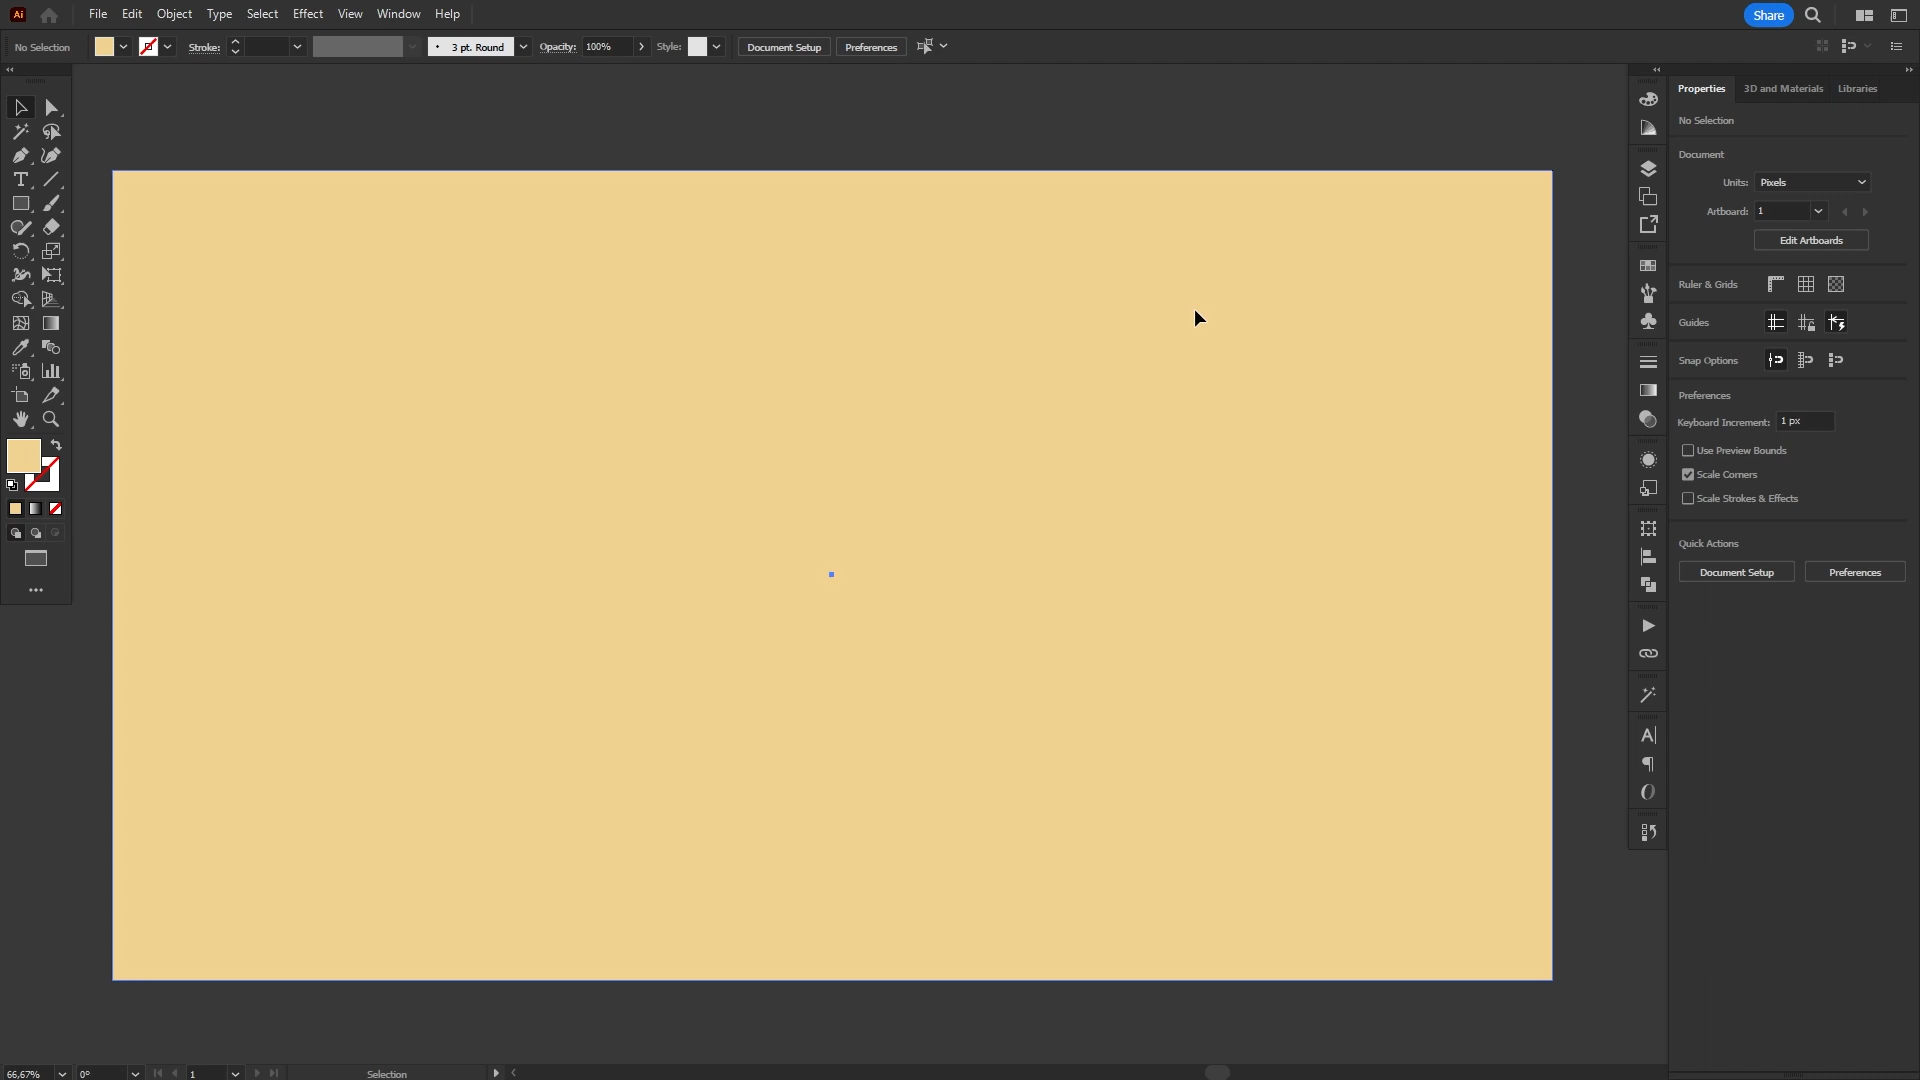 Ai File Edit Object Type Select Effect View Window Help Share
No Selection Stroke: 3 pt. Round Opacity: 100% Style: Document Setup Preferences
Properties 3D and Materials Libraries
No Selection
Document
Units: Pixels
Artboard: 1
Edit Artboards
Ruler & Grids
Guides
Snap Options
Preferences
Keyboard Increment: 1 px
Use Preview Bounds
Scale Corners
Scale Strokes & Effects
Quick Actions
Document Setup Preferences
66,67% 0° 1 Selection